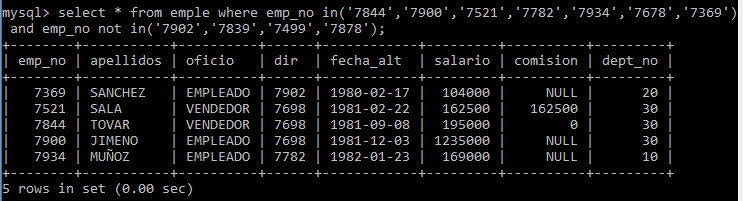 mysql> select * from emple where emp_no in('7844','7900','7521','7782','7934','7678','7369')
 and emp_no not in('7902','7839','7499','7878');
+--------+-----------+----------+------+------------+---------+----------+---------+
| emp_no | apellidos | oficio   | dir  | fecha_alt  | salario | comision | dept_no |
+--------+-----------+----------+------+------------+---------+----------+---------+
|   7369 | SANCHEZ   | EMPLEADO | 7902 | 1980-02-17 |  104000 |     NULL |      20 |
|   7521 | SALA      | VENDEDOR | 7698 | 1981-02-22 |  162500 |   162500 |      30 |
|   7844 | TOVAR     | VENDEDOR | 7698 | 1981-09-08 |  195000 |        0 |      30 |
|   7900 | JIMENO    | EMPLEADO | 7698 | 1981-12-03 | 1235000 |     NULL |      30 |
|   7934 | MUÑOZ     | EMPLEADO | 7782 | 1982-01-23 |  169000 |     NULL |      10 |
+--------+-----------+----------+------+------------+---------+----------+---------+
5 rows in set (0.00 sec)